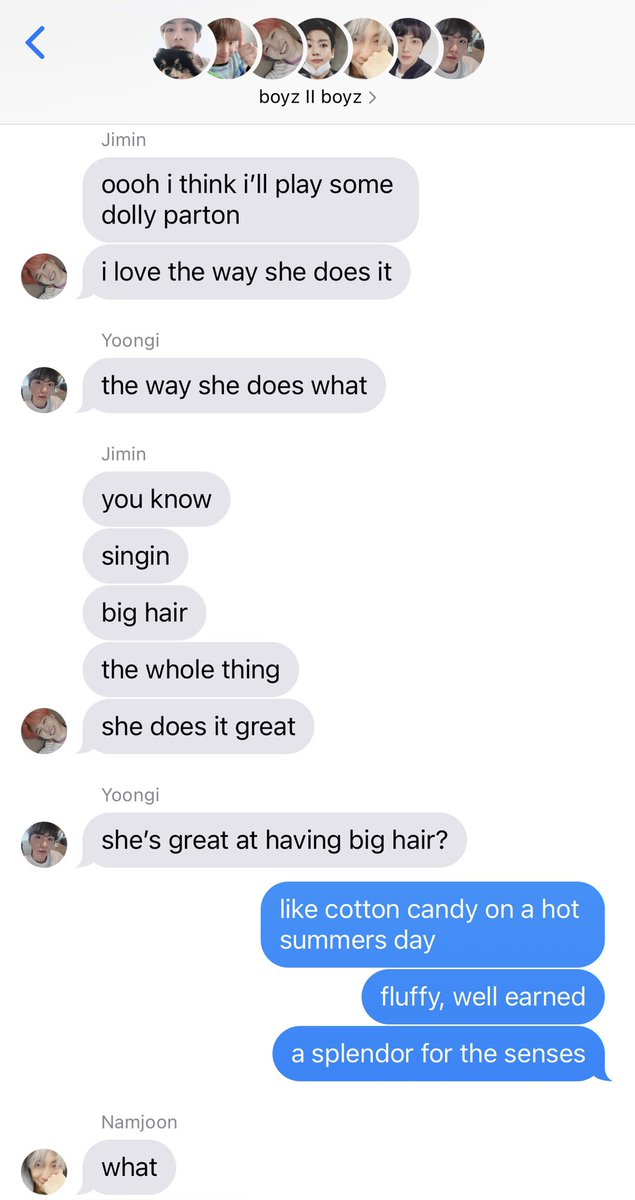 boyz II boyz >
Jimin
oooh i think i’ll play some
dolly parton
i love the way she does it
Yoongi
the way she does what
Jimin
you know
singin
big hair
the whole thing
she does it great
Yoongi
she’s great at having big hair?
like cotton candy on a hot
summers day
fluffy, well earned
a splendor for the senses
Namjoon
what